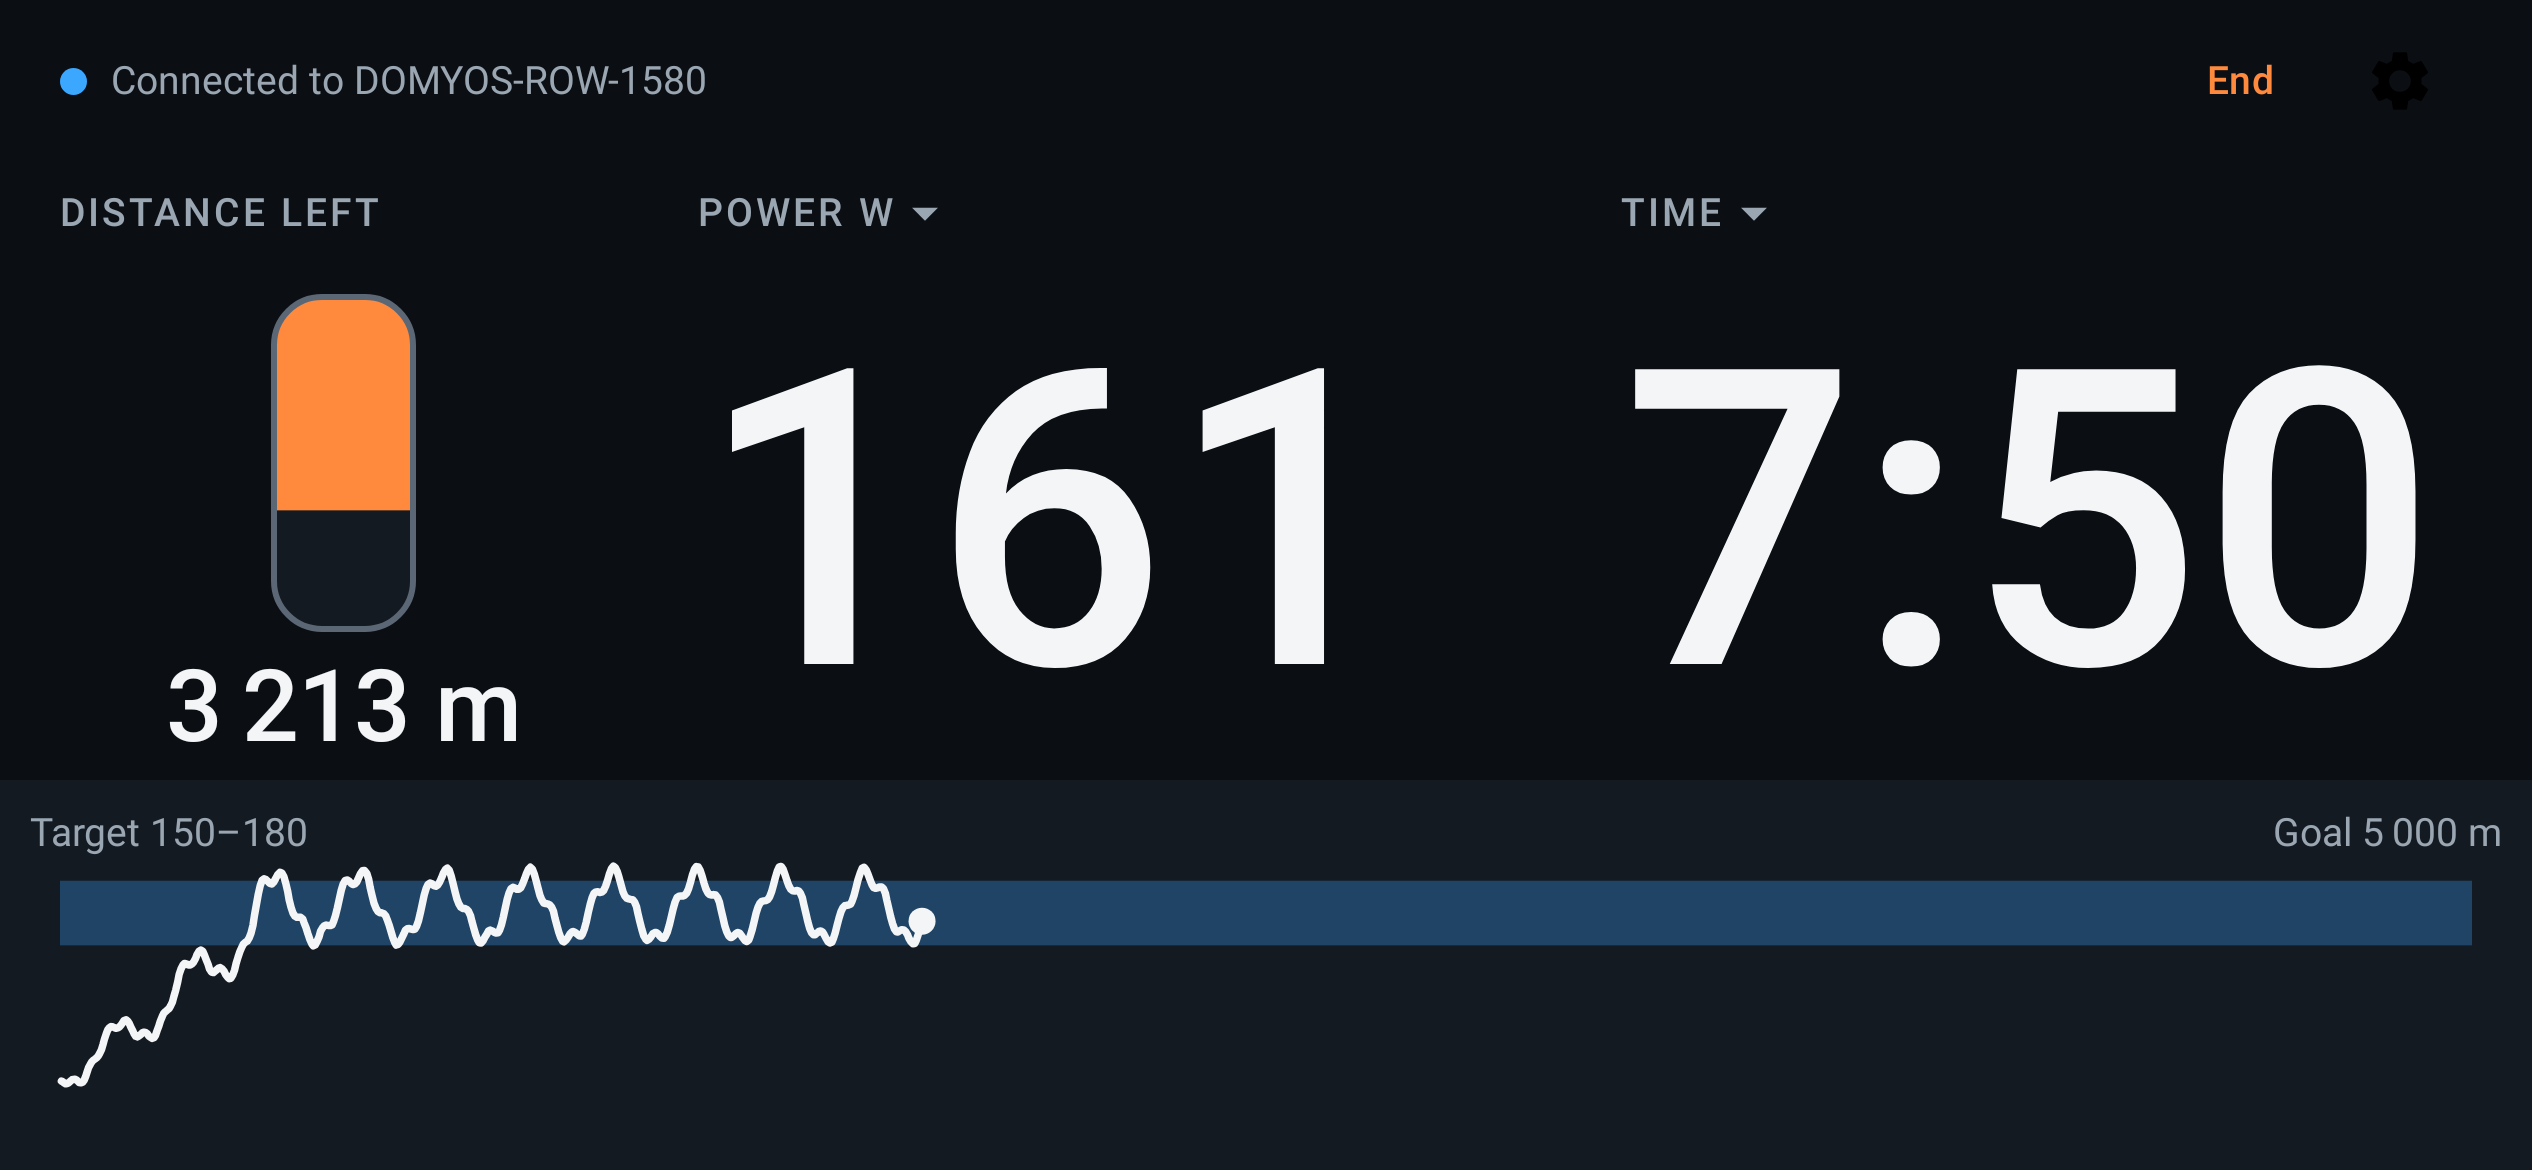 Connected to DOMYOS-ROW-1580
End
DISTANCE LEFT
POWER W
TIME
3 213 m
161
7:50
Target 150–180
Goal 5 000 m